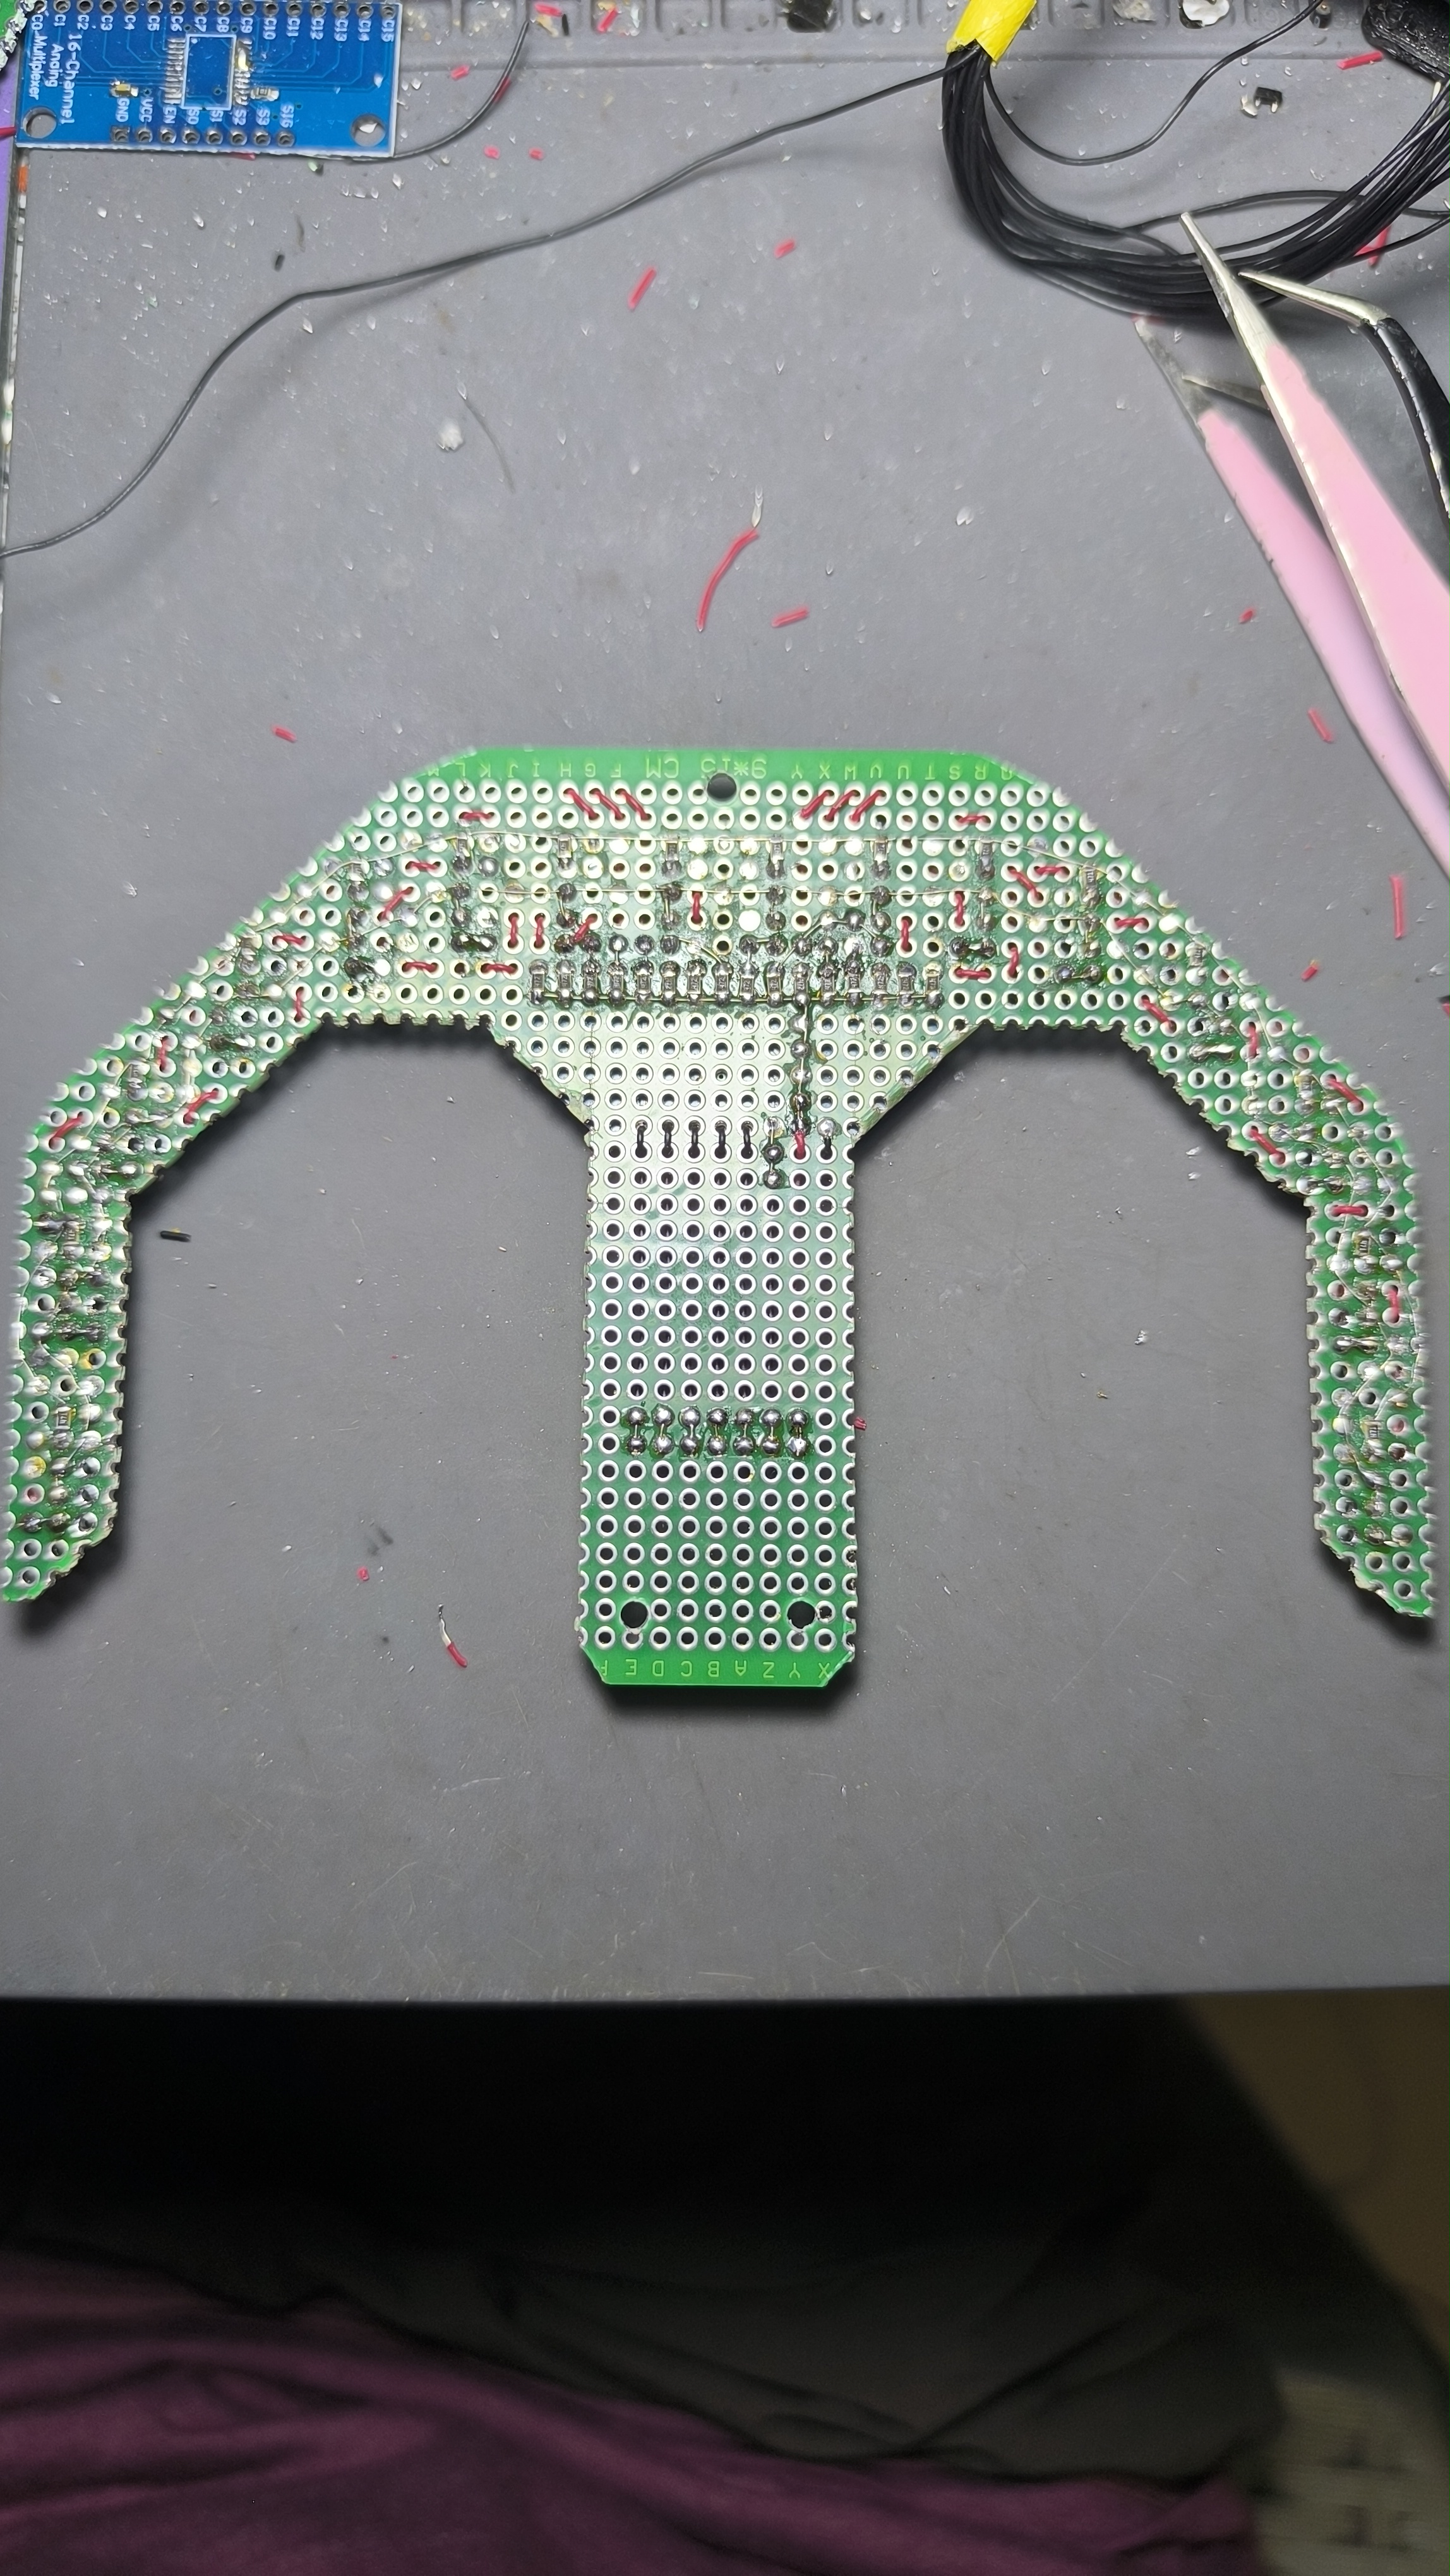 C0 C1 C2 C3 C4 C5 C6 C7 C8 C9 C10 C11 C12 C13 C14 C15
16-Channel
Analog
Multiplexer
GND VCC EN S0 S1 S2 S3 SIG
M L K J I H G F CM 9*15 Y X W V U T S R Q
F E D C B A Z Y X